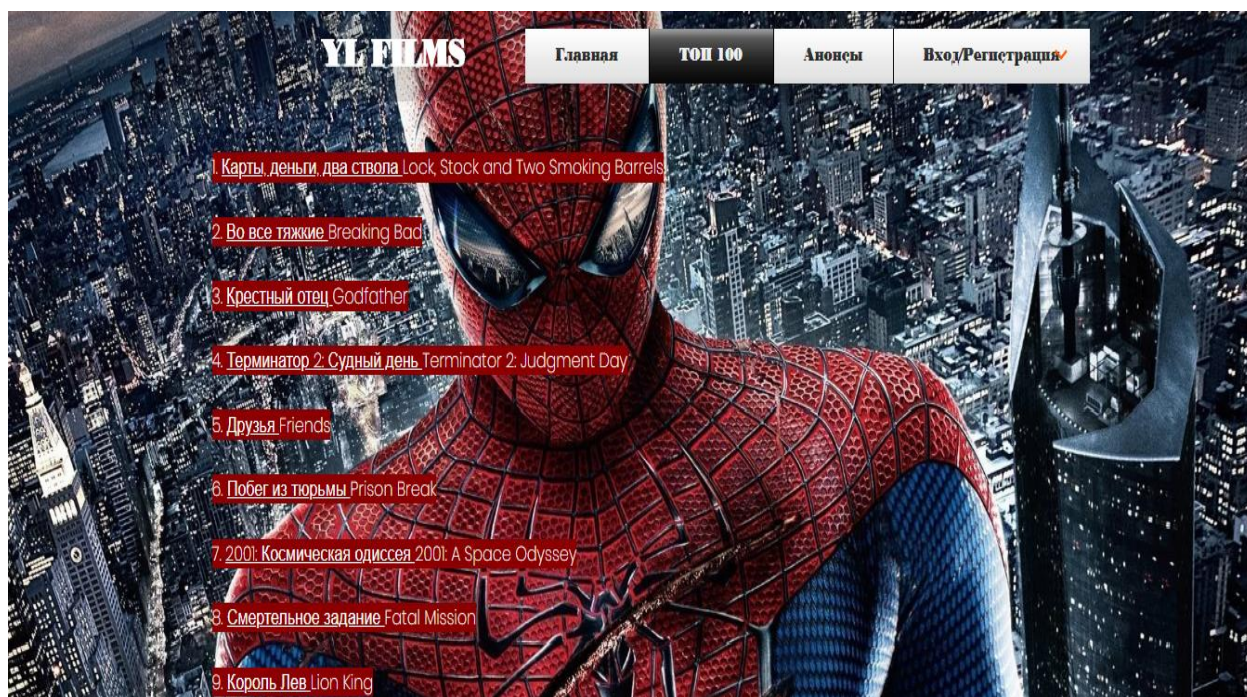 YL FILMS
Главная ТОП 100 Анонсы Вход/Регистрация
1. Карты, деньги, два ствола Lock, Stock and Two Smoking Barrels
2. Во все тяжкие Breaking Bad
3. Крестный отец Godfather
4. Терминатор 2: Судный день Terminator 2: Judgment Day
5. Друзья Friends
6. Побег из тюрьмы Prison Break
7. 2001: Космическая одиссея 2001: A Space Odyssey
8. Смертельное задание Fatal Mission
9. Король Лев Lion King